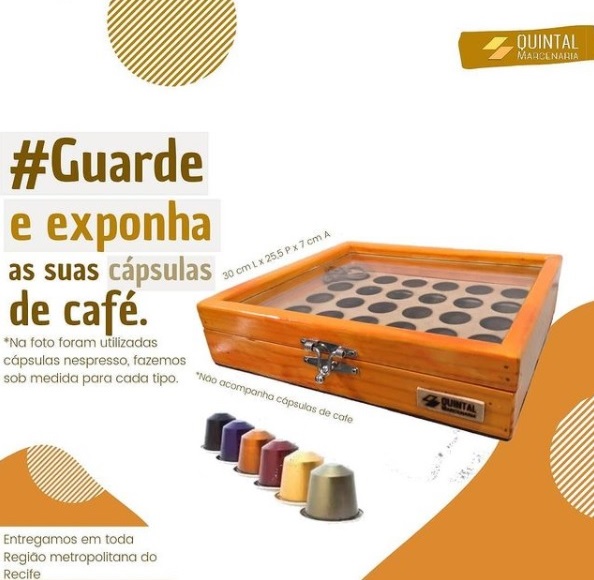 QUINTAL
MARCENARIA
#Guarde
e exponha
as suas cápsulas
de café.
30 cm L x 25,5 P x 7 cm A
*Na foto foram utilizadas
cápsulas nespresso, fazemos
sob medida para cada tipo.
*Não acompanha cápsulas de cafe
QUINTAL
MARCENARIA
Entregamos em toda
Região metropolitana do
Recife